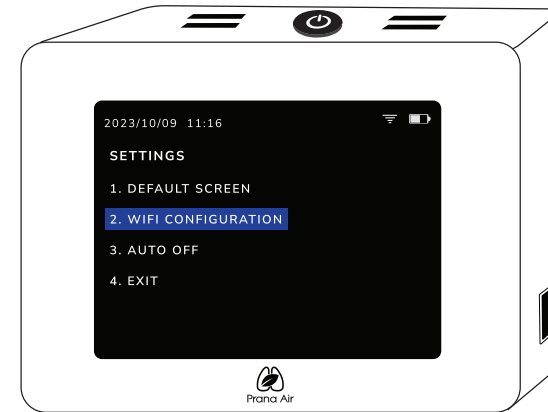 2023/10/09 11:16
SETTINGS
1. DEFAULT SCREEN
2. WIFI CONFIGURATION
3. AUTO OFF
4. EXIT
Prana Air